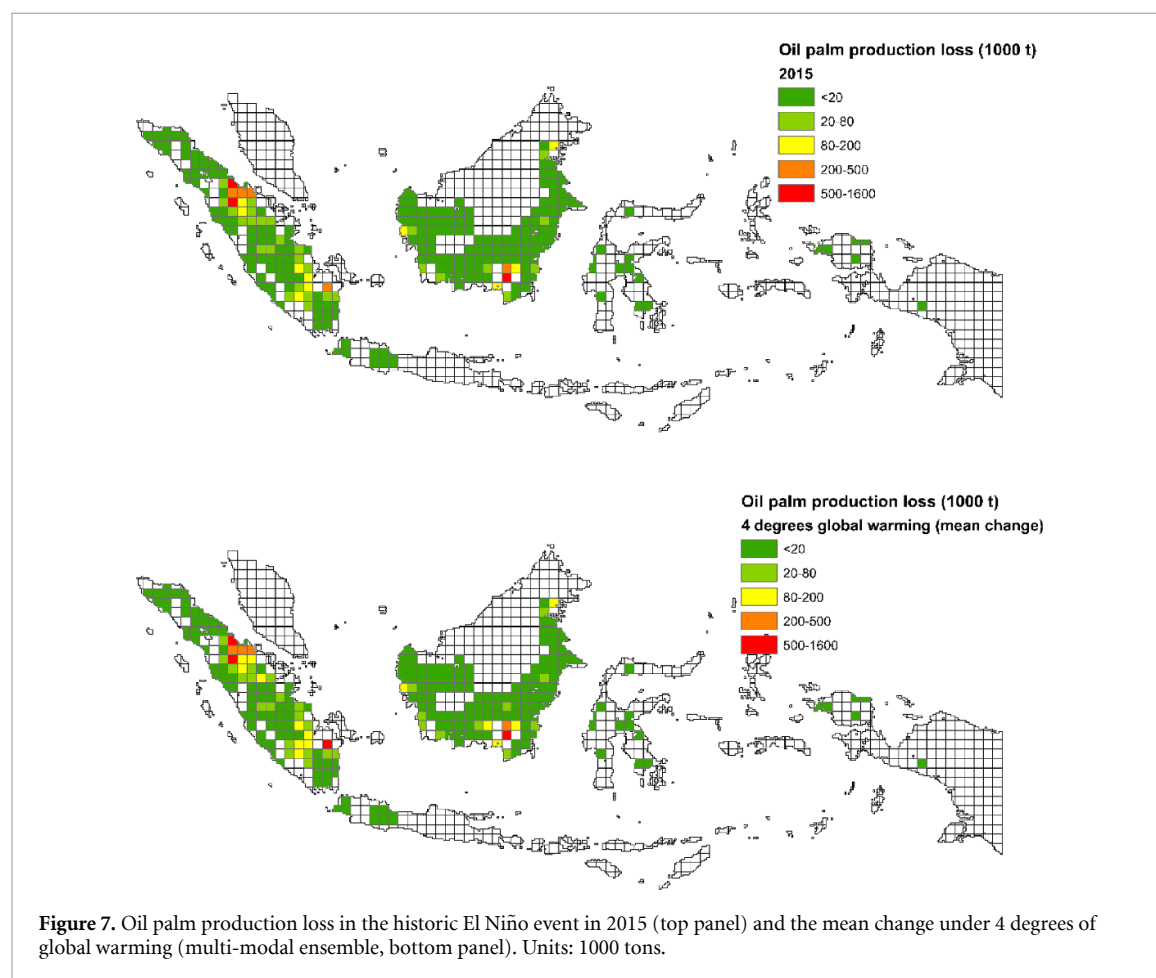 Oil palm production loss (1000 t)
2015
<20
20-80
80-200
200-500
500-1600
Oil palm production loss (1000 t)
4 degrees global warming (mean change)
<20
20-80
80-200
200-500
500-1600
Figure 7. Oil palm production loss in the historic El Niño event in 2015 (top panel) and the mean change under 4 degrees of
global warming (multi-modal ensemble, bottom panel). Units: 1000 tons.